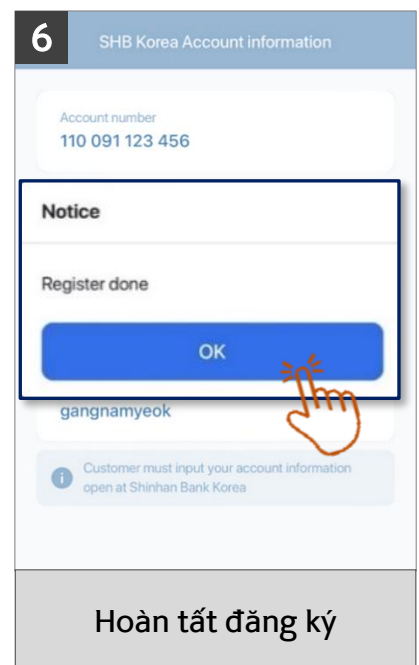 6
SHB Korea Account information
Account number
110 091 123 456
Notice
Register done
OK
gangnamyeok
Customer must input your account information
open at Shinhan Bank Korea
Hoàn tất đăng ký